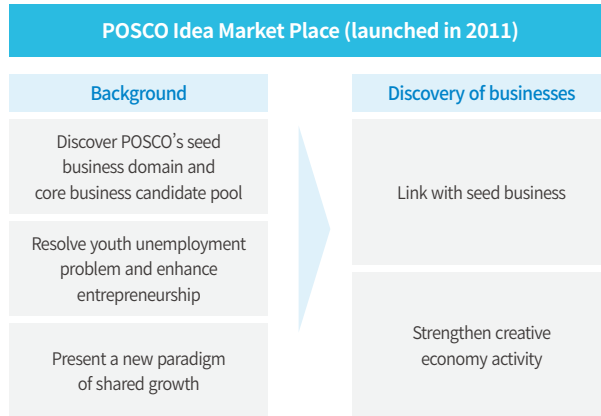 POSCO Idea Market Place (launched in 2011)
Background
Discover POSCO's seed
business domain and
core business candidate pool
Resolve youth unemployment
problem and enhance
entrepreneurship
Present a new paradigm
of shared growth
Discovery of businesses
Link with seed business
Strengthen creative
economy activity